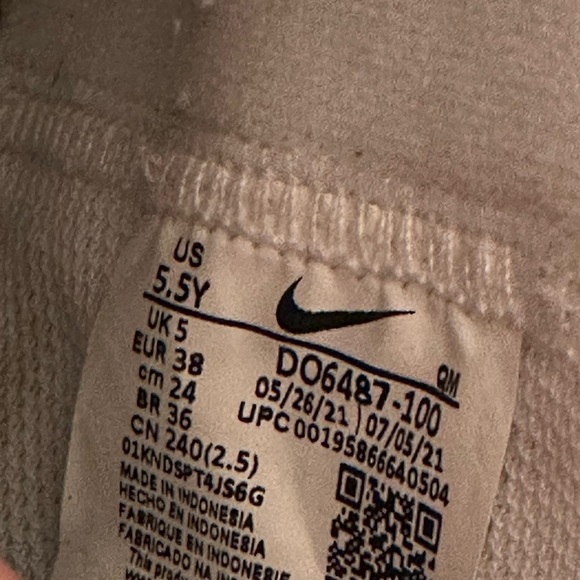 US
5.5Y
UK 5
EUR 38
cm 24
BR 36
CN 240(2.5)
01KNDSPT4JS6G
MADE IN INDONESIA
HECHO EN INDONESIA
FABRIQUE EN INDONESIE
FABRICADO NA INDONESIA
This produ
QM
DO6487-100
05/26/21 07/05/21
UPC 00195866640504